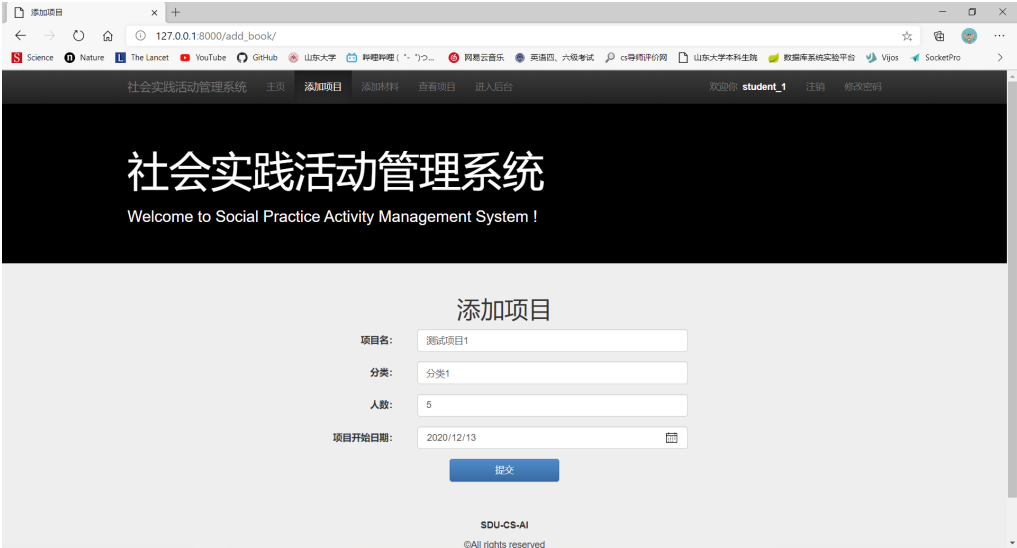 添加项目
127.0.0.1:8000/add_book/
Science Nature The Lancet YouTube GitHub 山东大学 哔哩哔哩 ( ゜- ゜)つ... 网易云音乐 英语四、六级考试 cs导师评价网 山东大学本科生院 数据库系统实验平台 Vijos SocketPro
社会实践活动管理系统 主页 添加项目 添加材料 查看项目 进入后台 欢迎你 student_1 注销 修改密码
社会实践活动管理系统
Welcome to Social Practice Activity Management System !
添加项目
项目名: 测试项目1
分类: 分类1
人数: 5
项目开始日期: 2020/12/13
提交
SDU-CS-AI
©All rights reserved